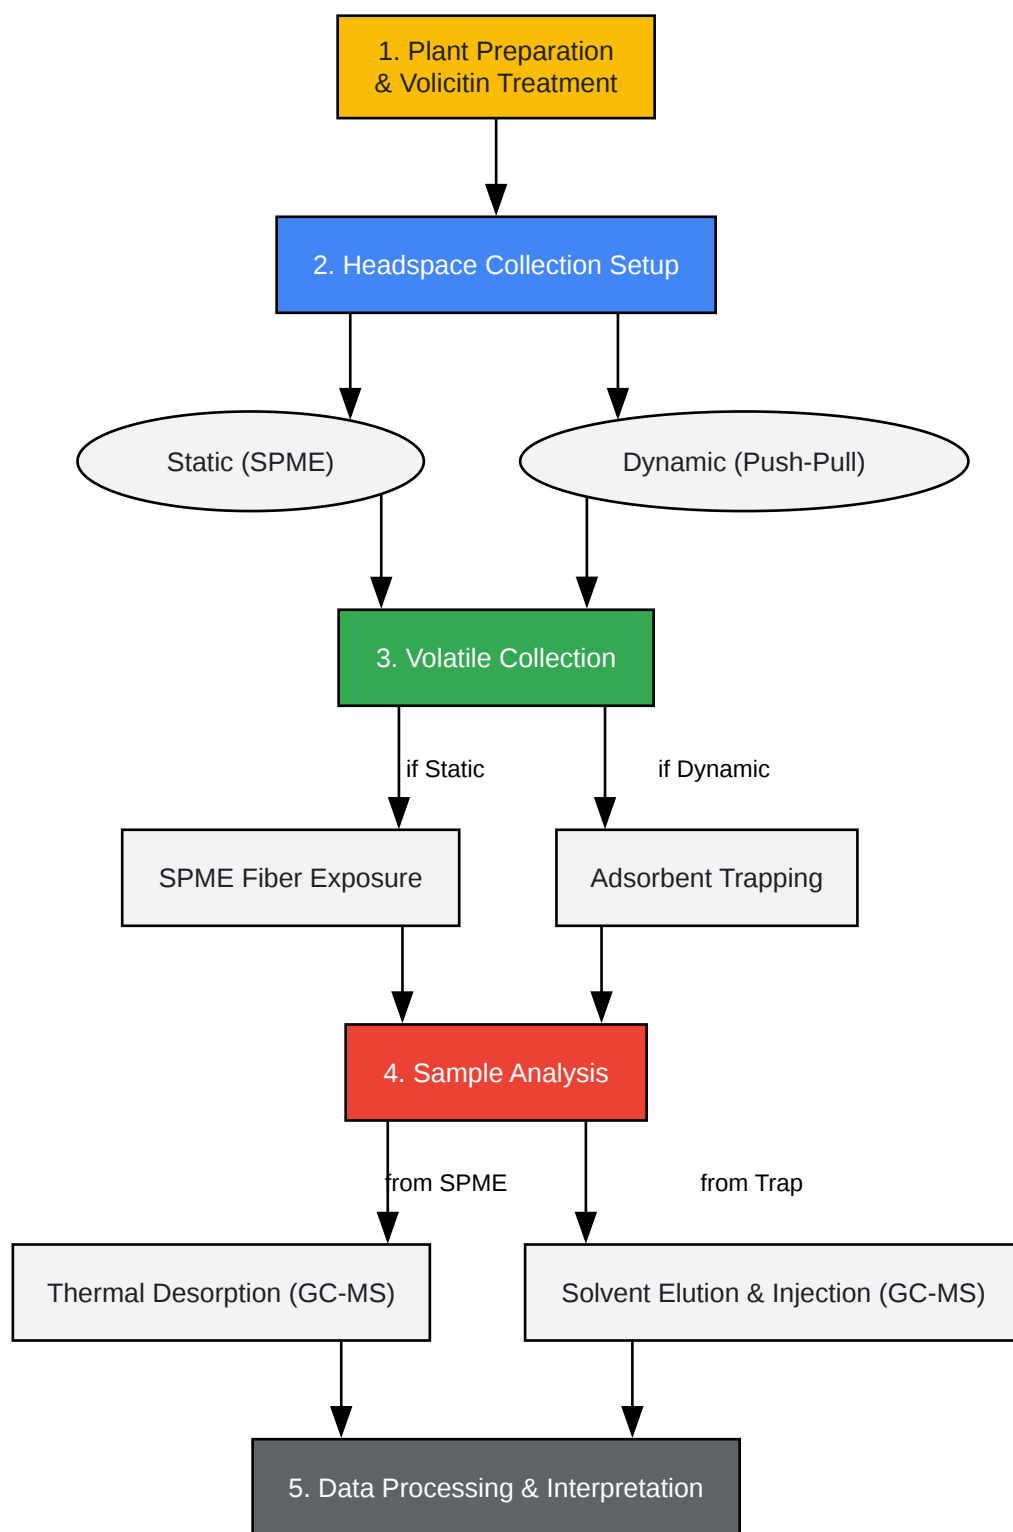 1. Plant Preparation
& Volicitin Treatment
2. Headspace Collection Setup
Static (SPME)
Dynamic (Push-Pull)
3. Volatile Collection
if Static
if Dynamic
SPME Fiber Exposure
Adsorbent Trapping
4. Sample Analysis
from SPME
from Trap
Thermal Desorption (GC-MS)
Solvent Elution & Injection (GC-MS)
5. Data Processing & Interpretation